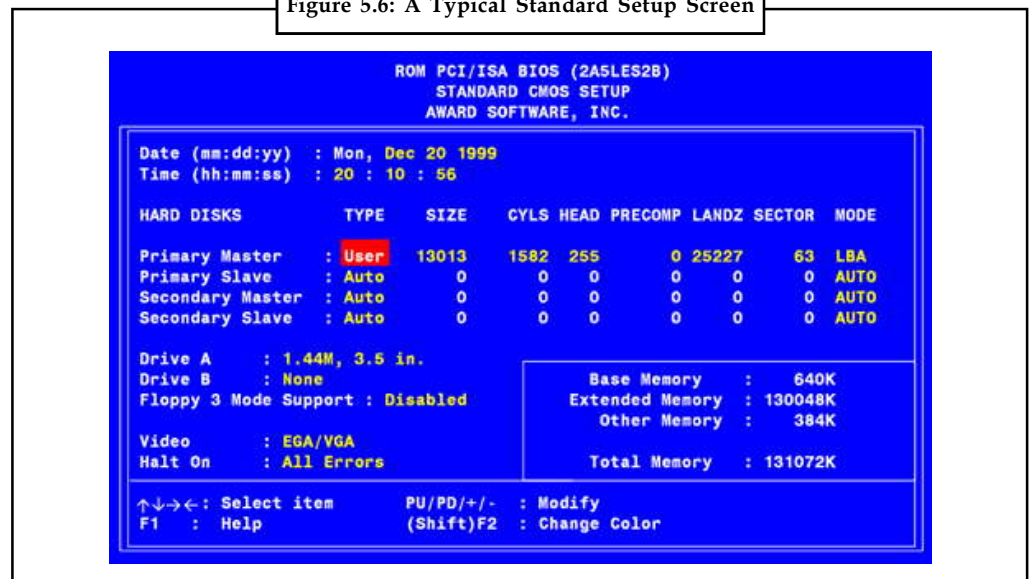 Figure 5.6: A Typical Standard Setup Screen
ROM PCI/ISA BIOS (2A5LES2B)
STANDARD CMOS SETUP
AWARD SOFTWARE, INC.
Date (mm:dd:yy) : Mon, Dec 20 1999
Time (hh:mm:ss) : 20 : 10 : 56
HARD DISKS TYPE SIZE CYLS HEAD PRECOMP LANDZ SECTOR MODE
Primary Master : User 13013 1582 255 0 25227 63 LBA
Primary Slave : Auto 0 0 0 0 0 0 AUTO
Secondary Master : Auto 0 0 0 0 0 0 AUTO
Secondary Slave : Auto 0 0 0 0 0 0 AUTO
Drive A : 1.44M, 3.5 in.
Drive B : None
Floppy 3 Mode Support : Disabled
Video : EGA/VGA
Halt On : All Errors
Base Memory : 640K
Extended Memory : 130048K
Other Memory : 384K
Total Memory : 131072K
↑↓→← : Select item PU/PD/+/- : Modify
F1 : Help (Shift)F2 : Change Color